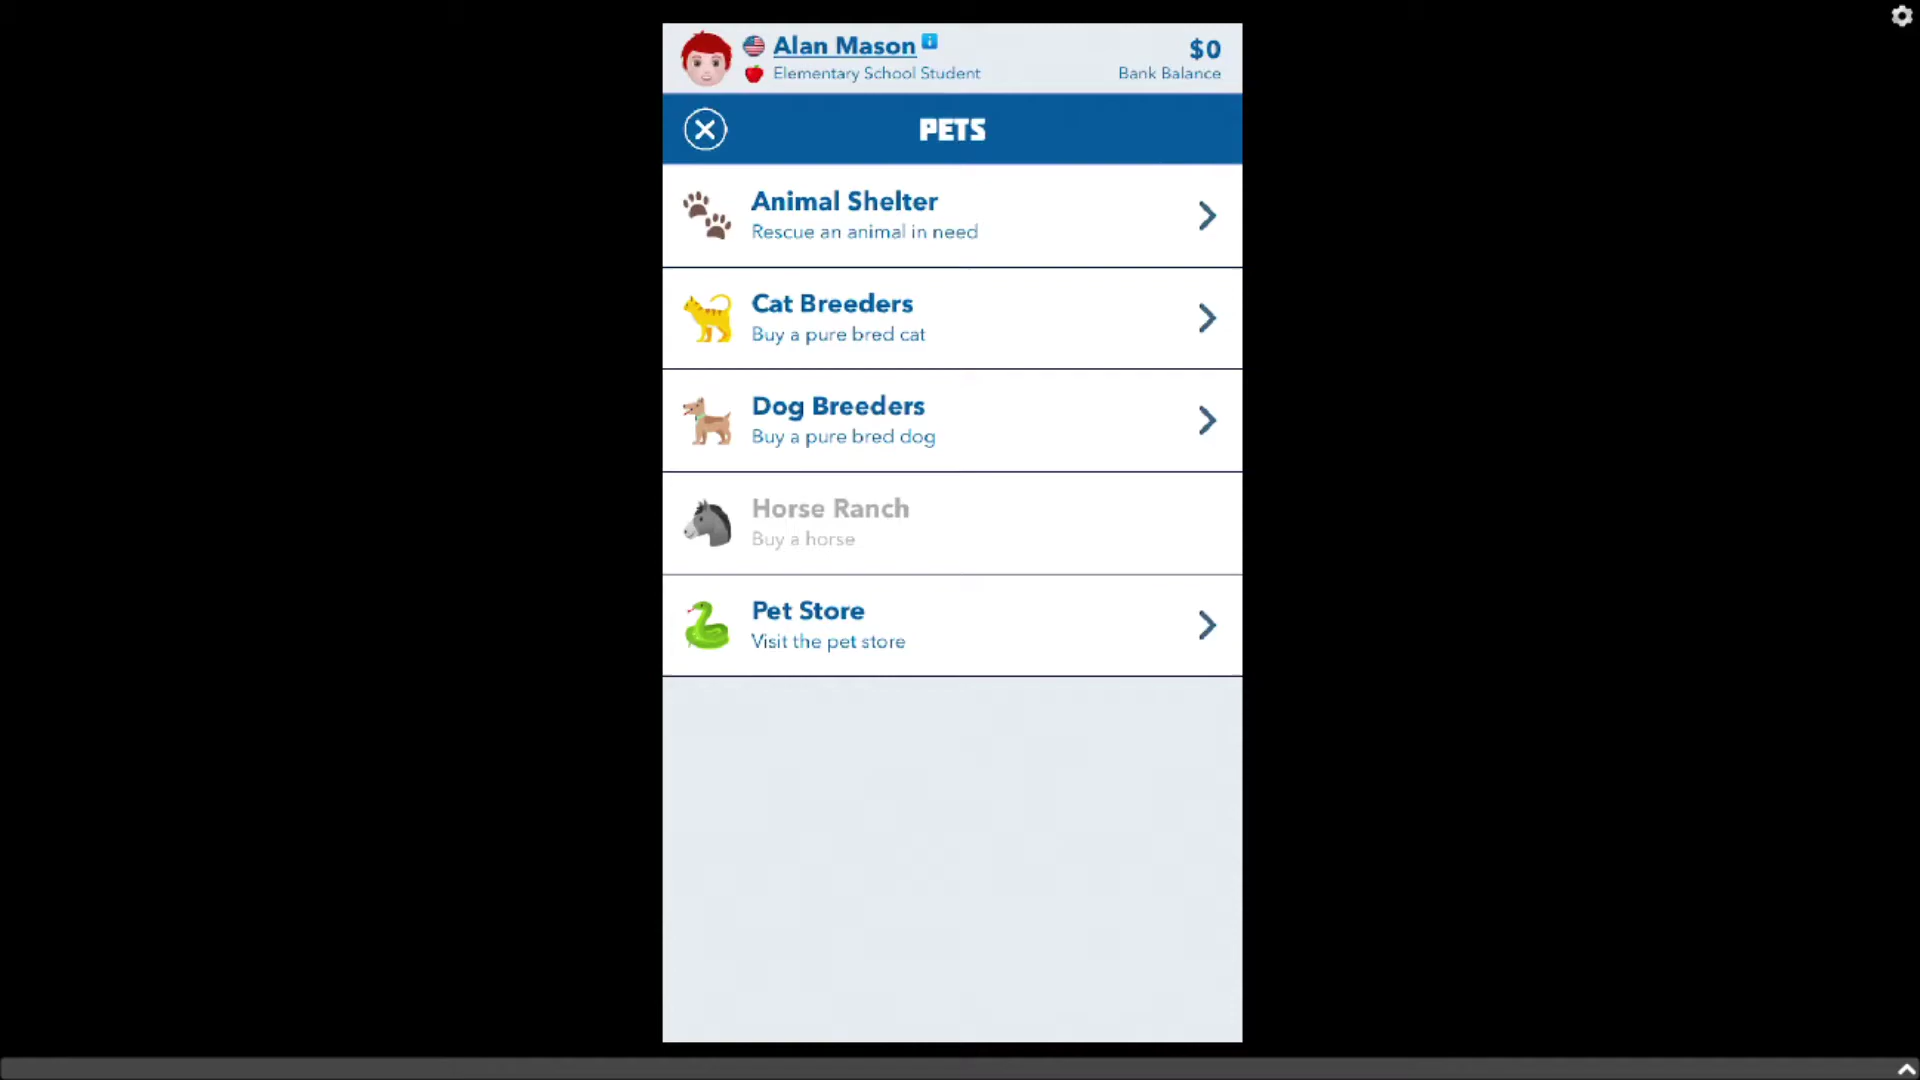 Alan Mason
$0
Elementary School Student
Bank Balance
PETS
Animal Shelter
Rescue an animal in need
Cat Breeders
Buy a pure bred cat
Dog Breeders
Buy a pure bred dog
Horse Ranch
Buy a horse
Pet Store
Visit the pet store